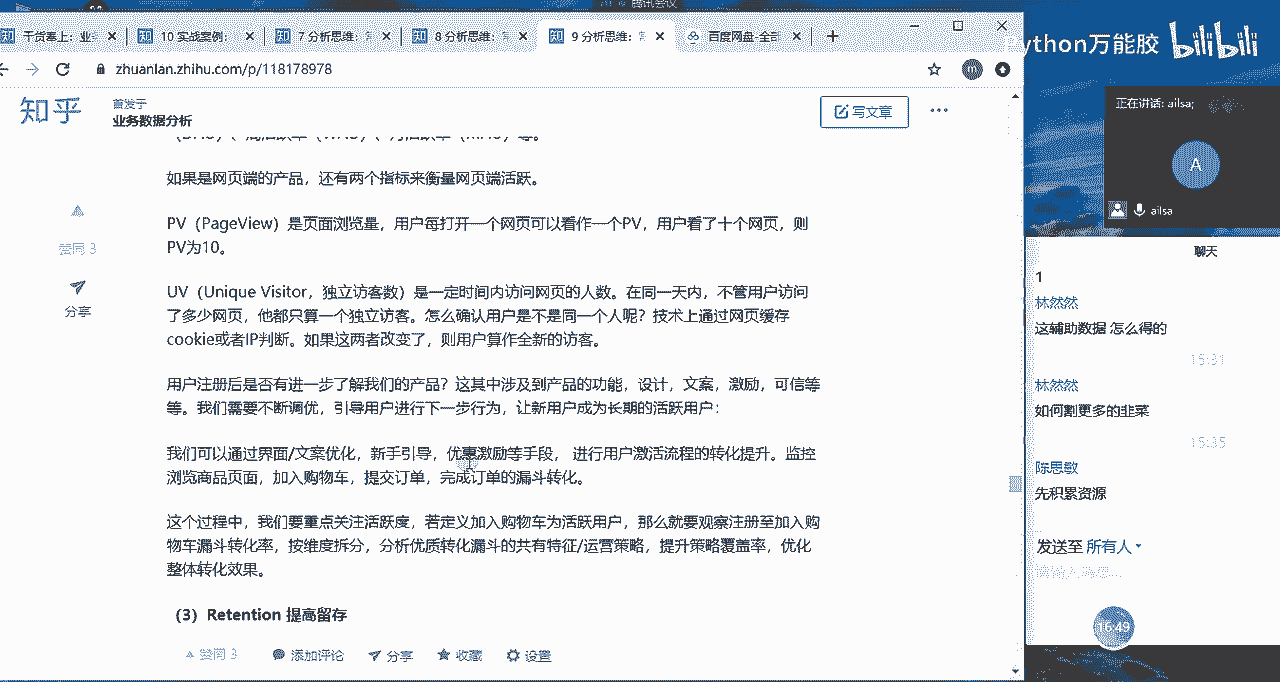 腾讯会议
干货奉上：业
10 实战案例：
7 分析思维：
8 分析思维：
9 分析思维：
百度网盘-全部
zhuanlan.zhihu.com/p/118178978
m
ython万能胶 bilibili
正在讲话: ailsa;
A
ailsa
知乎
首发于
业务数据分析
写文章
如果是网页端的产品，还有两个指标来衡量网页端活跃。
PV（PageView）是页面浏览量，用户每打开一个网页可以看作一个PV，用户看了十个网页，则
PV为10。
UV（Unique Visitor，独立访客数）是一定时间内访问网页的人数。在同一天内，不管用户访问
了多少网页，他都只算一个独立访客。怎么确认用户是不是同一个人呢？技术上通过网页缓存
cookie或者IP判断。如果这两者改变了，则用户算作全新的访客。
用户注册后是否有进一步了解我们的产品？这其中涉及到产品的功能，设计，文案，激励，可信等
等。我们需要不断调优，引导用户进行下一步行为，让新用户成为长期的活跃用户：
我们可以通过界面/文案优化，新手引导，优惠激励等手段， 进行用户激活流程的转化提升。监控
浏览商品页面，加入购物车，提交订单，完成订单的漏斗转化。
这个过程中，我们要重点关注活跃度，若定义加入购物车为活跃用户，那么就要观察注册至加入购
物车漏斗转化率，按维度拆分，分析优质转化漏斗的共有特征/运营策略，提升策略覆盖率，优化
整体转化效果。
（3）Retention 提高留存
赞同 3
分享
赞同 3
添加评论
分享
收藏
设置
聊天
1
林然然
这辅助数据 怎么得的
15:31
林然然
如何割更多的韭菜
15:35
陈思敏
先积累资源
发送至 所有人
16:49